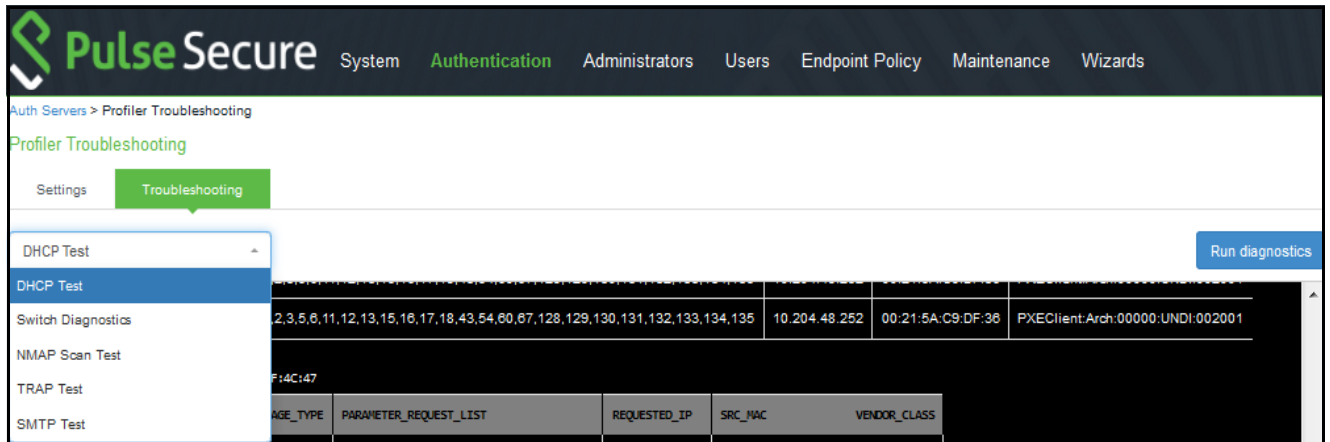 Pulse Secure System Authentication Administrators Users Endpoint Policy Maintenance Wizards
Auth Servers > Profiler Troubleshooting
Profiler Troubleshooting
Settings Troubleshooting
DHCP Test Run diagnostics
DHCP Test
Switch Diagnostics ,2,3,5,6,11,12,13,15,16,17,18,43,54,60,67,128,129,130,131,132,133,134,135 10.204.48.252 00:21:5A:C9:DF:36 PXEClient:Arch:00000:UNDI:002001
NMAP Scan Test
F:4C:47
TRAP Test
AGE_TYPE PARAMETER_REQUEST_LIST REQUESTED_IP SRC_MAC VENDOR_CLASS
SMTP Test